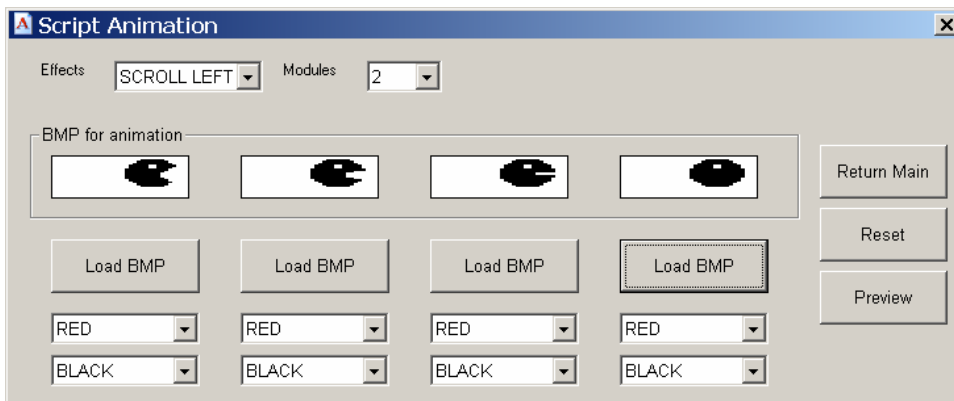 Script Animation
Effects SCROLL LEFT Modules 2
BMP for animation
Return Main
Load BMP Load BMP Load BMP Load BMP
Reset
Preview
RED RED RED RED
BLACK BLACK BLACK BLACK